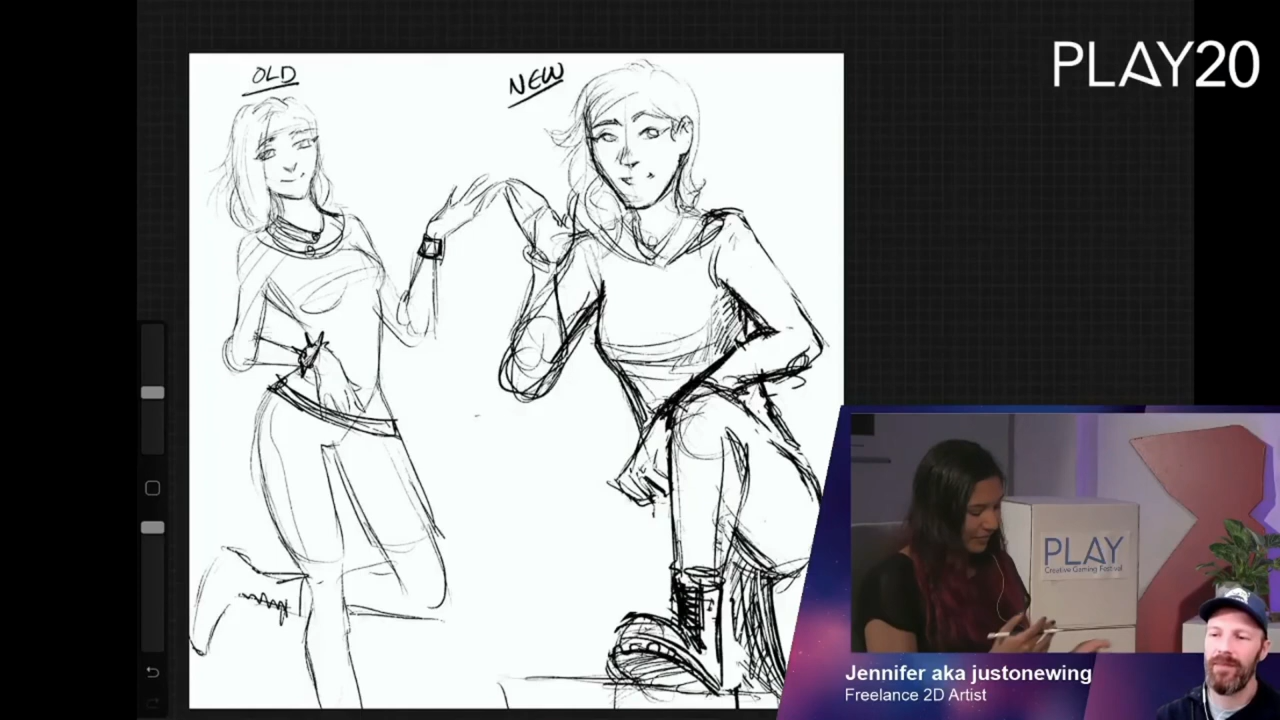 OLD
NEW
PLAY20
PLAY
Creative Gaming Festival
Jennifer aka justonewing
Freelance 2D Artist